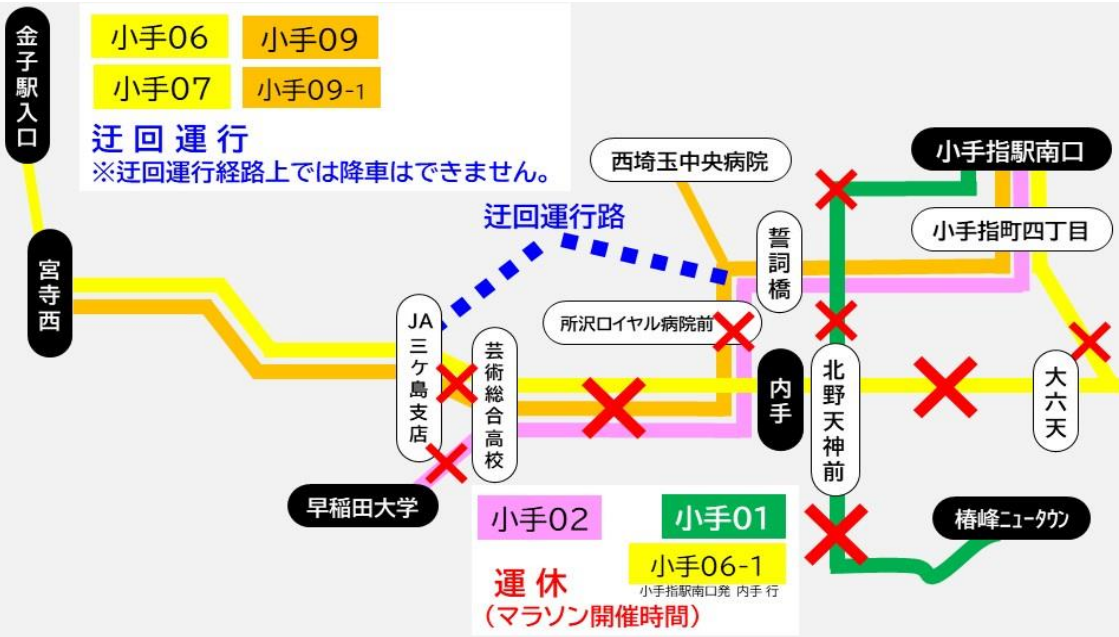 金子駅入口
小手06
小手09
小手07
小手09-1
迂回運行
※迂回運行経路上では降車はできません。
西埼玉中央病院
小手指駅南口
迂回運行路
誓詞橋
小手指町四丁目
宮寺西
JA三ケ島支店
所沢ロイヤル病院前
芸術総合高校
内手
北野天神前
大六天
早稲田大学
小手02
小手01
椿峰ニュータウン
小手06-1
小手指駅南口発 内手 行
運休
(マラソン開催時間)